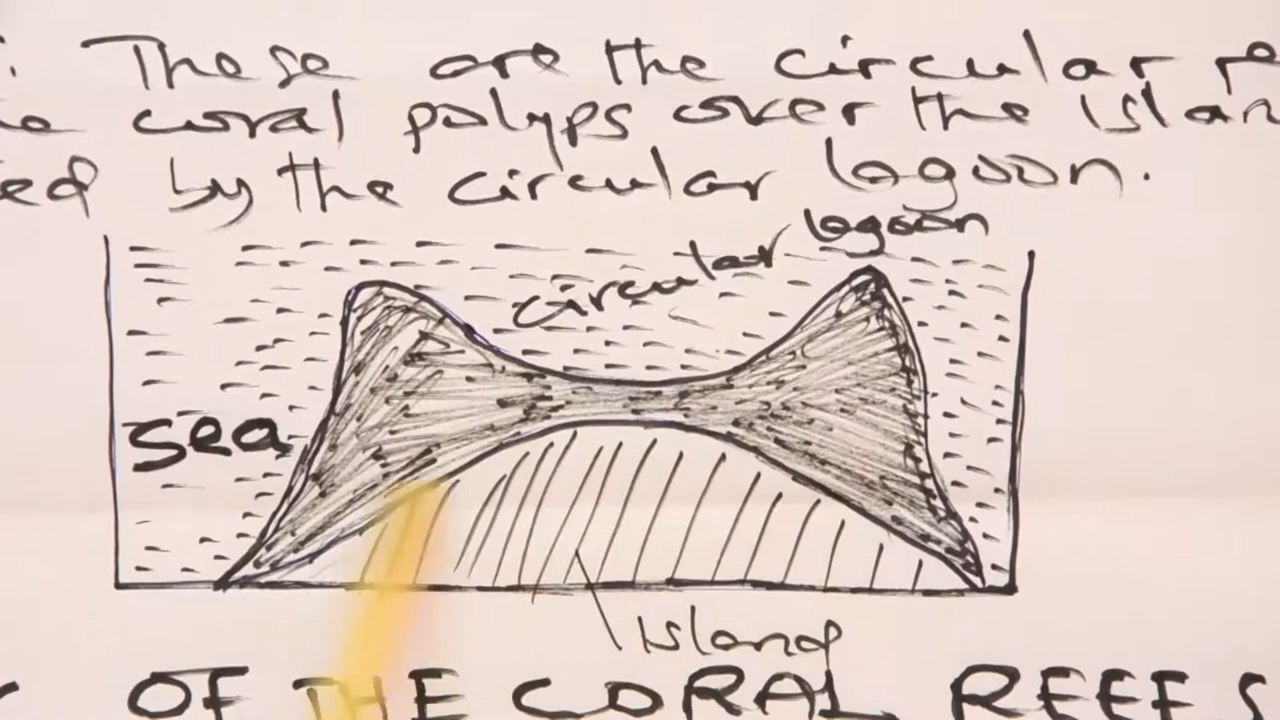 These are the circular
coral polyps over the
by the circular lagoon.
circular lagoon
sea
Island
OF THE CORAL REEFS